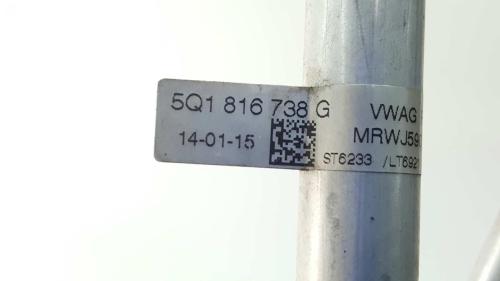 5Q1 816 738 G VWAG
14-01-15 MRWJ59
ST6233 /LT692